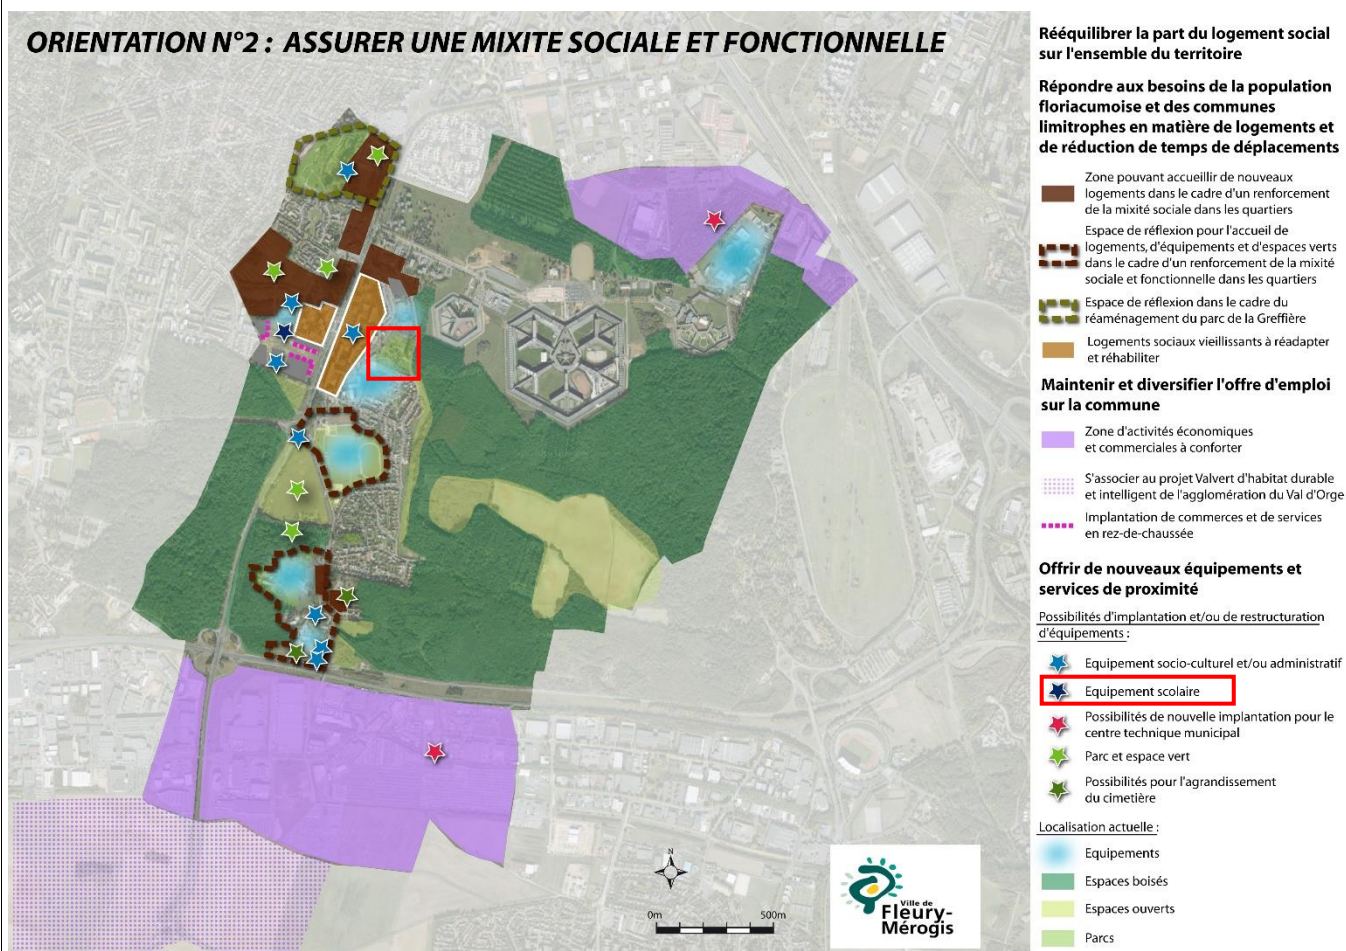 ORIENTATION N°2 : ASSURER UNE MIXITE SOCIALE ET FONCTIONNELLE
Rééquilibrer la part du logement social
sur l'ensemble du territoire
Répondre aux besoins de la population
floriacumoise et des communes
limitrophes en matière de logements et
de réduction de temps de déplacements
Zone pouvant accueillir de nouveaux
logements dans le cadre d'un renforcement
de la mixité sociale dans les quartiers
Espace de réflexion pour l'accueil de
logements, d'équipements et d'espaces verts
dans le cadre d'un renforcement de la mixité
sociale et fonctionnelle dans les quartiers
Espace de réflexion dans le cadre du
réaménagement du parc de la Greffière
Logements sociaux vieillissants à réadapter
et réhabiliter
Maintenir et diversifier l'offre d'emploi
sur la commune
Zone d'activités économiques
et commerciales à conforter
S'associer au projet Valvert d'habitat durable
et intelligent de l'agglomération du Val d'Orge
Implantation de commerces et de services
en rez-de-chaussée
Offrir de nouveaux équipements et
services de proximité
Possibilités d'implantation et/ou de restructuration
d'équipements :
Equipement socio-culturel et/ou administratif
Equipement scolaire
Possibilités de nouvelle implantation pour le
centre technique municipal
Parc et espace vert
Possibilités pour l'agrandissement
du cimetière
Localisation actuelle :
Equipements
Espaces boisés
Espaces ouverts
Parcs
N
0m 500m
Ville de
Fleury-
Mérogis